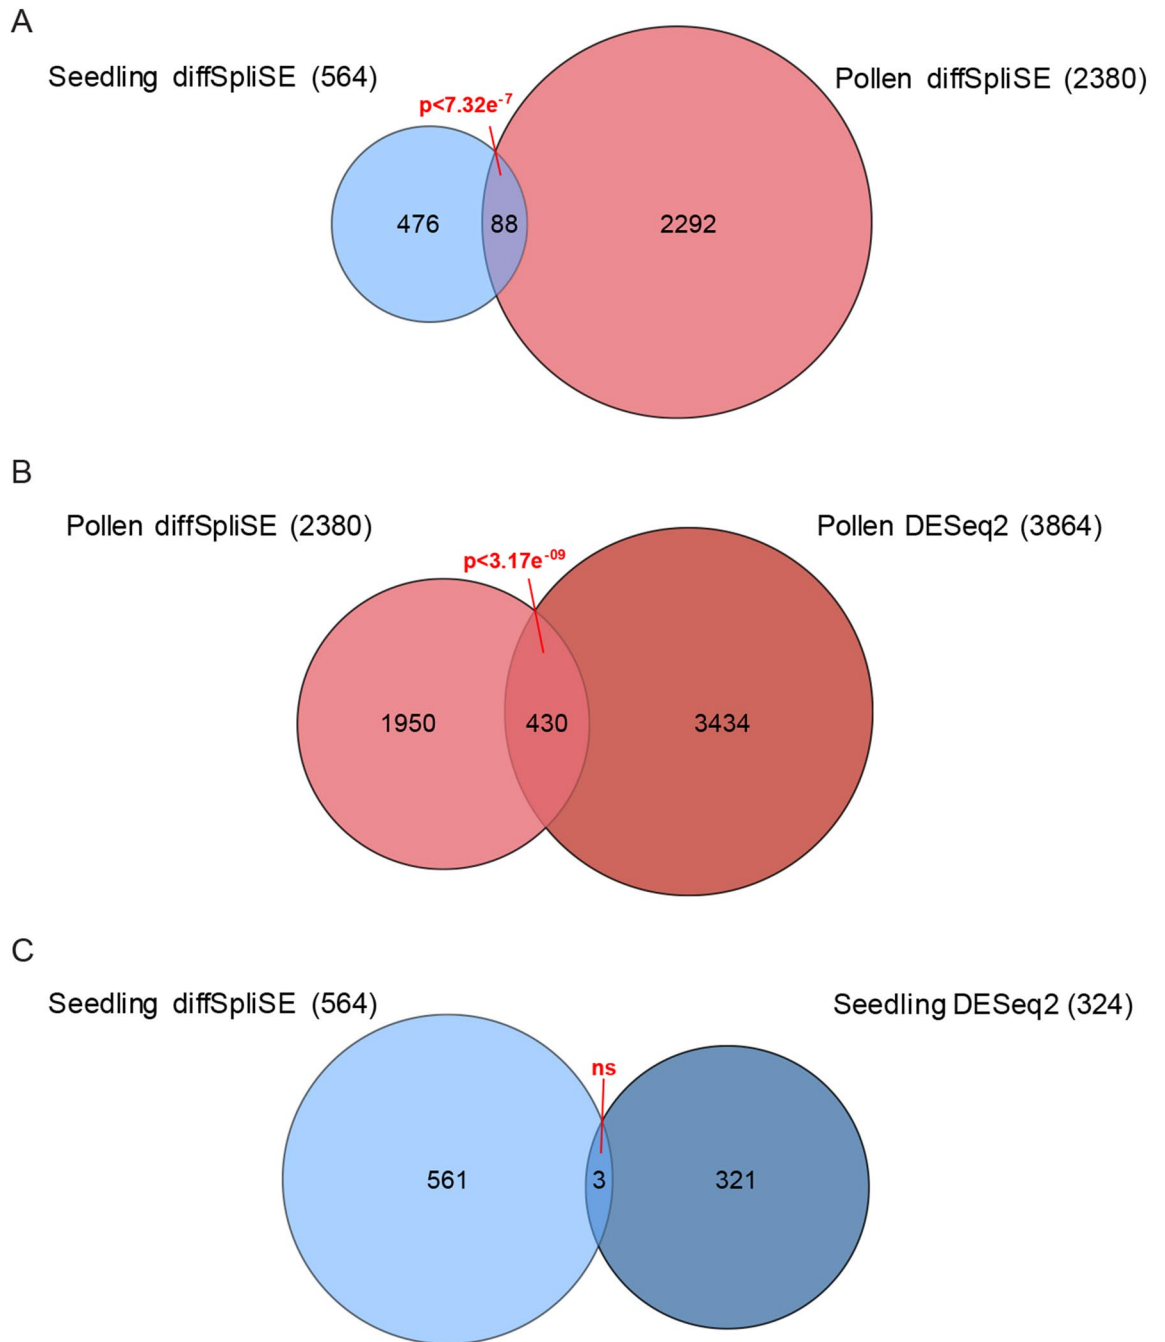 A
Seedling diffSpliSE (564)
Pollen diffSpliSE (2380)
p<7.32e-7
476
88
2292
B
Pollen diffSpliSE (2380)
Pollen DESeq2 (3864)
p<3.17e-09
1950
430
3434
C
Seedling diffSpliSE (564)
Seedling DESeq2 (324)
ns
561
3
321